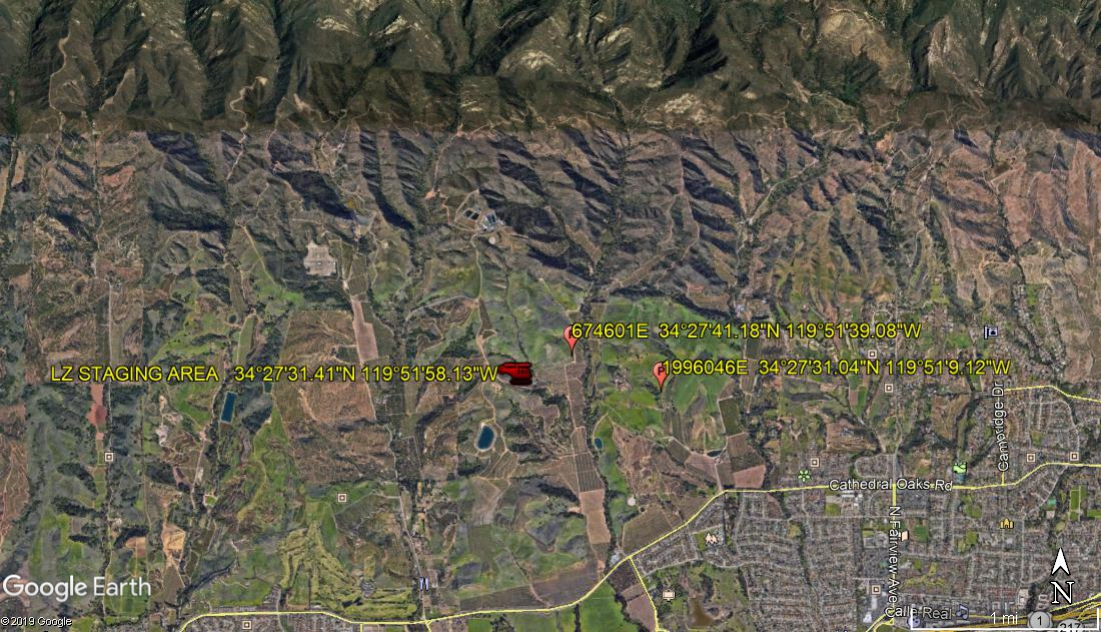 674601E 34°27'41.18"N 119°51'39.08"W
LZ STAGING AREA 34°27'31.41"N 119°51'58.13"W
1996046E 34°27'31.04"N 119°51'9.12"W
Cambridge Dr
Cathedral Oaks Rd
N Fairview Ave
Google Earth
Calle Real
1 mi
N
1
217
©2019 Google